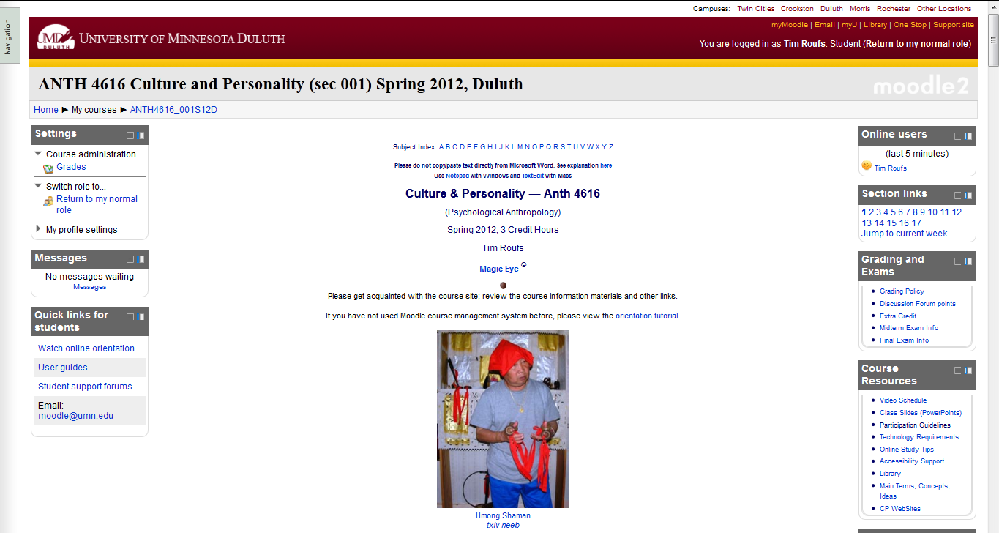 Campuses: Twin Cities Crookston Duluth Morris Rochester Other Locations
Navigation
UMD
DULUTH
UNIVERSITY OF MINNESOTA DULUTH
myMoodle | Email | myU | Library | One Stop | Support site
You are logged in as Tim Roufs: Student (Return to my normal role)
ANTH 4616 Culture and Personality (sec 001) Spring 2012, Duluth
moodle2
Home ► My courses ► ANTH4616_001S12D
Settings
Course administration
Grades
Switch role to...
Return to my normal
role
My profile settings
Messages
No messages waiting
Messages
Quick links for
students
Watch online orientation
User guides
Student support forums
Email:
moodle@umn.edu
Subject Index: A B C D E F G H I J K L M N O P Q R S T U V W X Y Z
Please do not copy/paste text directly from Microsoft Word. See explanation here
Use Notepad with Windows and TextEdit with Macs
Culture & Personality — Anth 4616
(Psychological Anthropology)
Spring 2012, 3 Credit Hours
Tim Roufs
Magic Eye ©
Please get acquainted with the course site; review the course information materials and other links.
If you have not used Moodle course management system before, please view the orientation tutorial.
Hmong Shaman
txiv neeb
Online users
(last 5 minutes)
Tim Roufs
Section links
1 2 3 4 5 6 7 8 9 10 11 12
13 14 15 16 17
Jump to current week
Grading and
Exams
Grading Policy
Discussion Forum points
Extra Credit
Midterm Exam Info
Final Exam Info
Course
Resources
Video Schedule
Class Slides (PowerPoints)
Participation Guidelines
Technology Requirements
Online Study Tips
Accessibility Support
Library
Main Terms, Concepts,
Ideas
CP WebSites